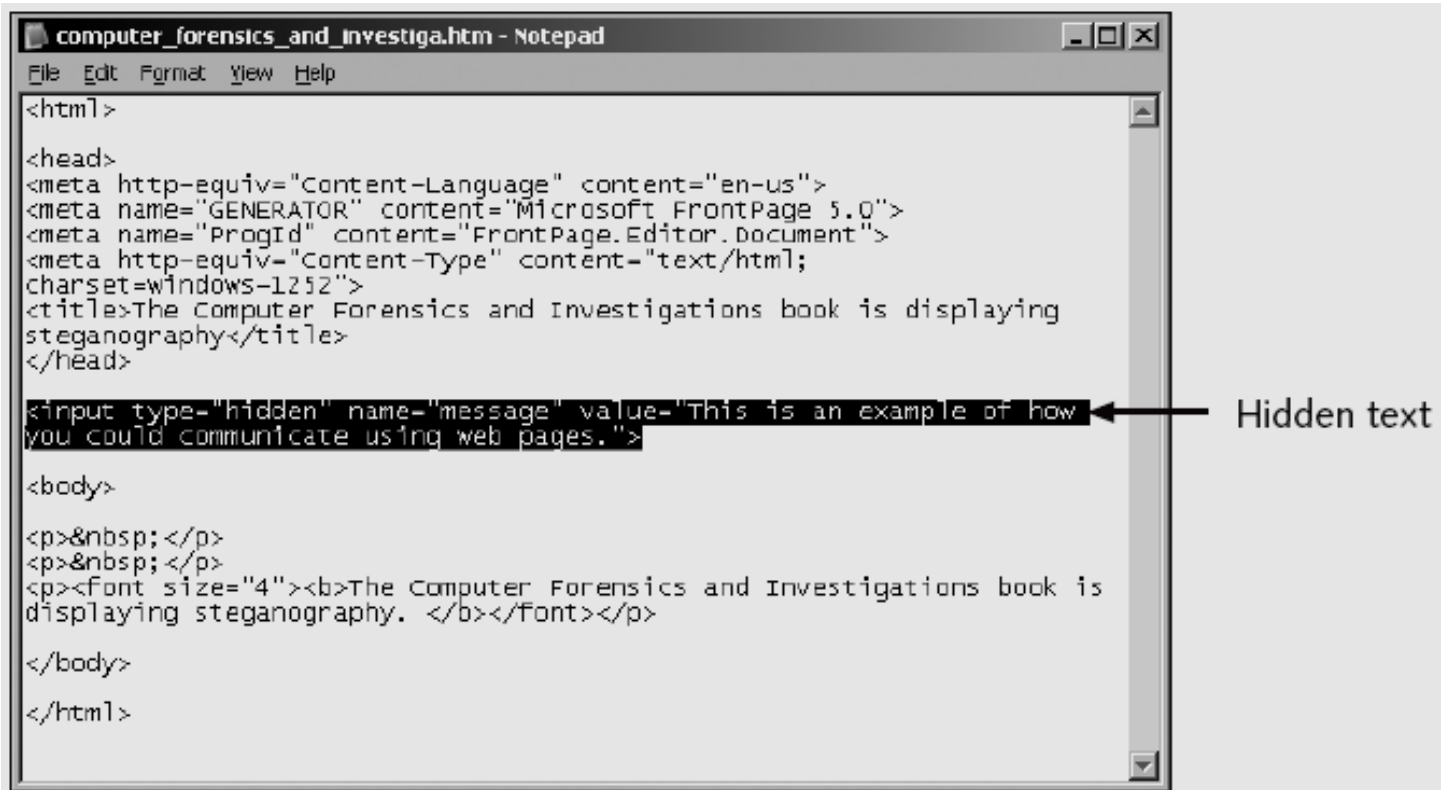 computer_forensics_and_investiga.htm - Notepad
File Edit Format View Help
<html>
<head>
<meta http-equiv="Content-Language" content="en-us">
<meta name="GENERATOR" content="Microsoft FrontPage 5.0">
<meta name="ProgId" content="FrontPage.Editor.Document">
<meta http-equiv="Content-Type" content="text/html;
charset=windows-1252">
<title>The Computer Forensics and Investigations book is displaying
steganography</title>
</head>
<input type="hidden" name="message" value="This is an example of how
you could communicate using web pages.">
Hidden text
<body>
<p>&nbsp;</p>
<p>&nbsp;</p>
<p><font size="4"><b>The Computer Forensics and Investigations book is
displaying steganography. </b></font></p>
</body>
</html>